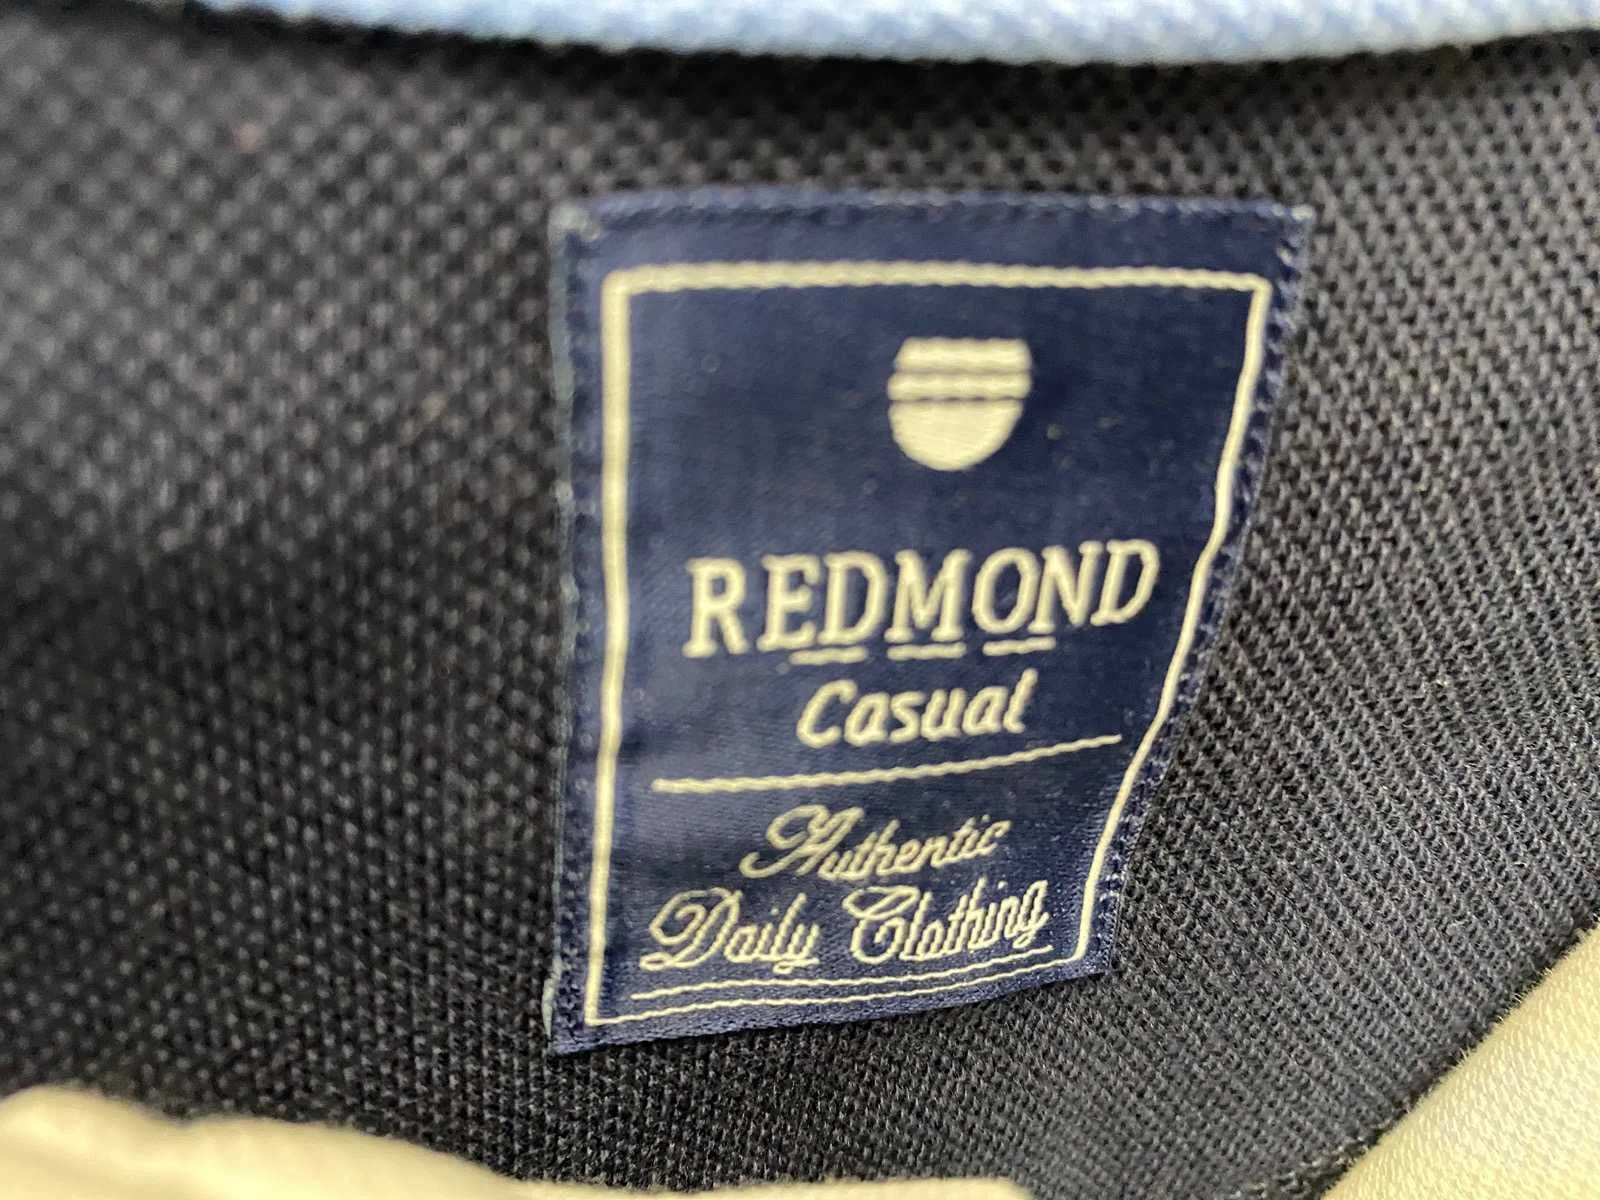 REDMOND
Casual
Authentic
Daily Clothing